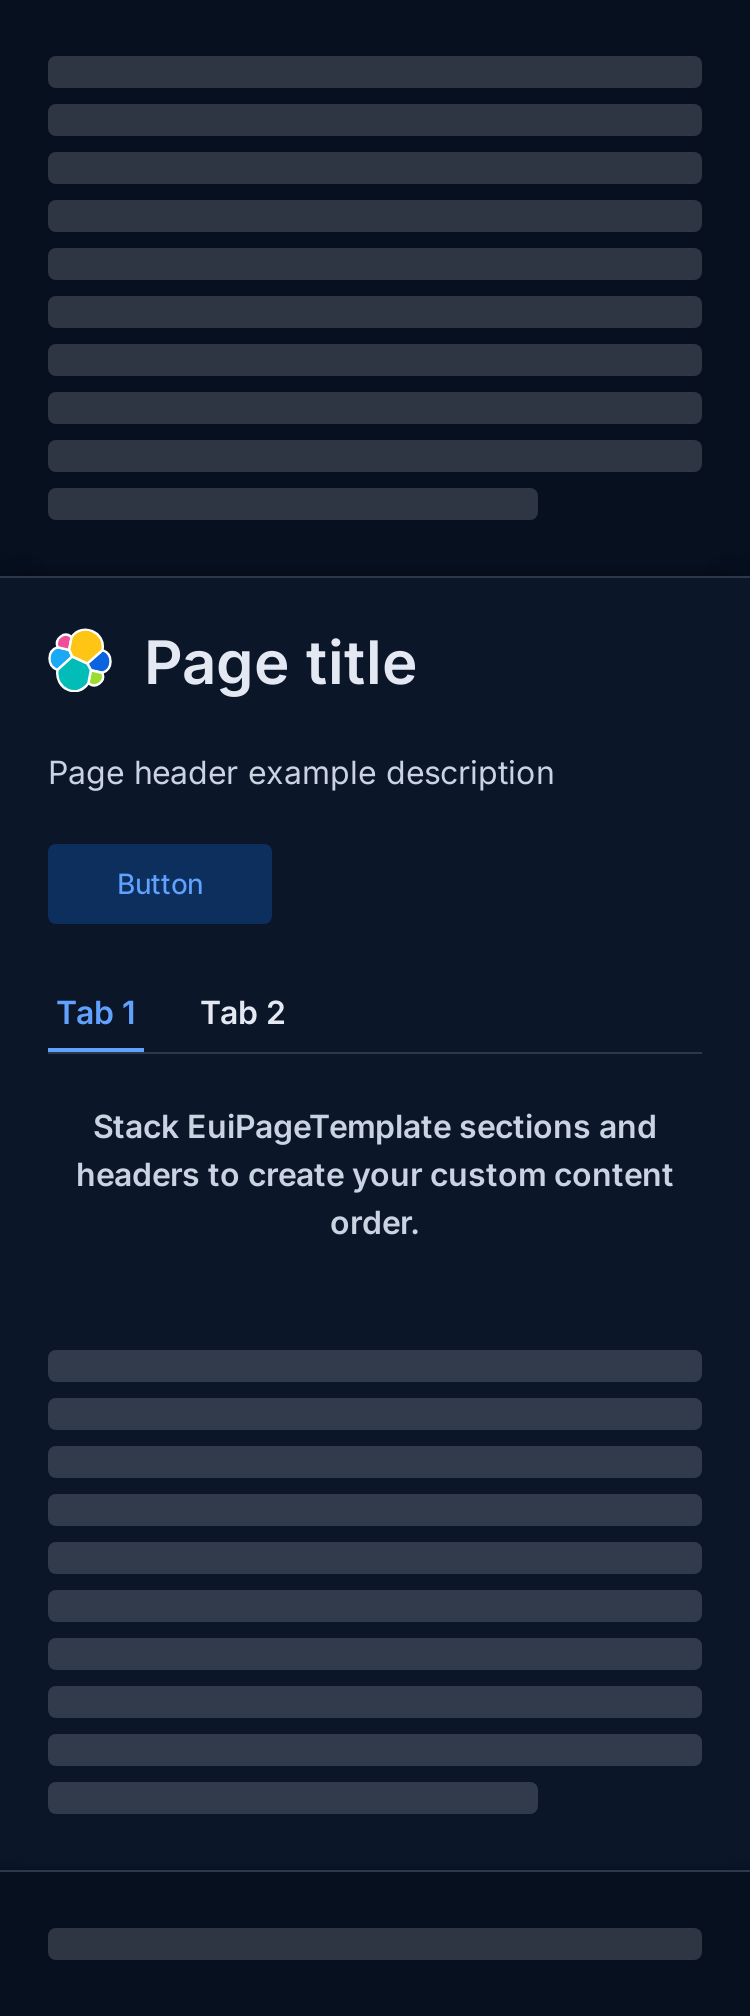 Page title
Page header example description
Button
Tab 1 Tab 2
Stack EuiPageTemplate sections and
headers to create your custom content
order.